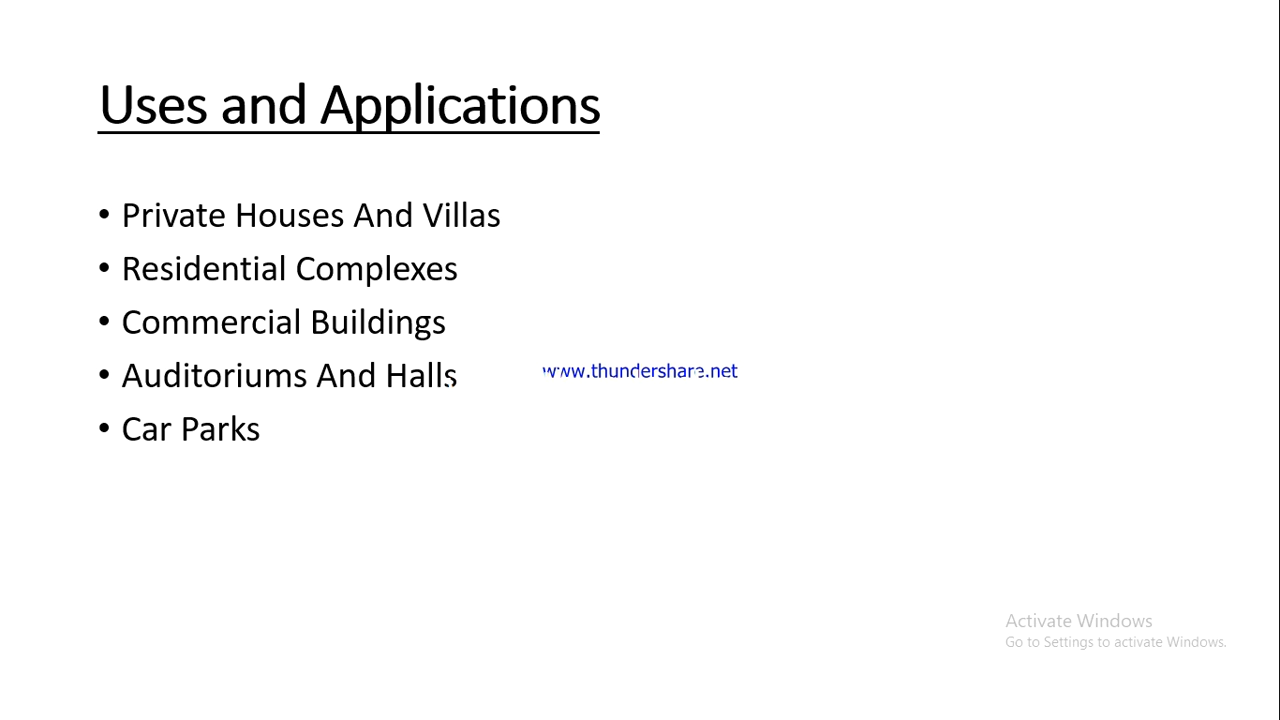 Uses and Applications
• Private Houses And Villas
• Residential Complexes
• Commercial Buildings
• Auditoriums And Halls
www.thundershare.net
• Car Parks
Activate Windows
Go to Settings to activate Windows.